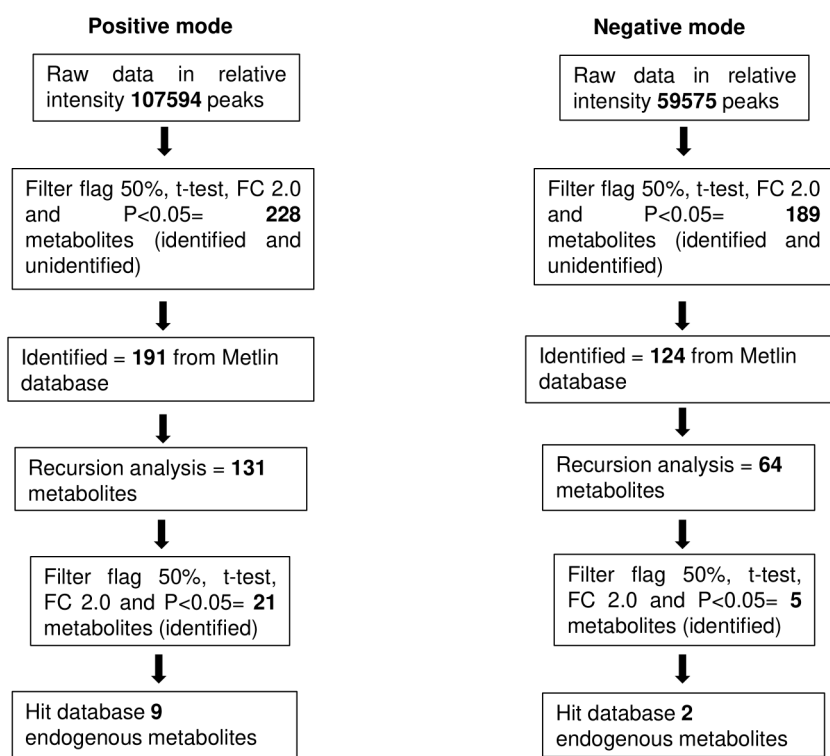 Positive mode
Raw data in relative
intensity 107594 peaks
Filter flag 50%, t-test, FC 2.0
and P<0.05= 228
metabolites (identified and
unidentified)
Identified = 191 from Metlin
database
Recursion analysis = 131
metabolites
Filter flag 50%, t-test,
FC 2.0 and P<0.05= 21
metabolites (identified)
Hit database 9
endogenous metabolites
Negative mode
Raw data in relative
intensity 59575 peaks
Filter flag 50%, t-test, FC 2.0
and P<0.05= 189
metabolites (identified and
unidentified)
Identified = 124 from Metlin
database
Recursion analysis = 64
metabolites
Filter flag 50%, t-test,
FC 2.0 and P<0.05= 5
metabolites (identified)
Hit database 2
endogenous metabolites